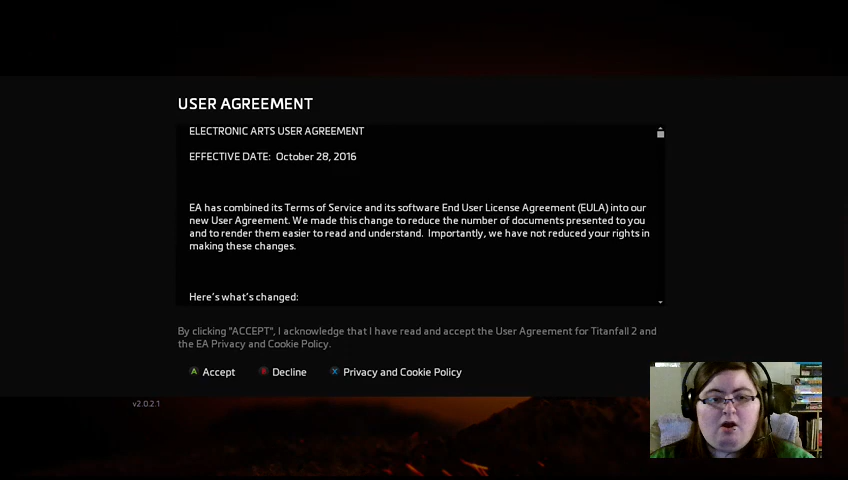 USER AGREEMENT
ELECTRONIC ARTS USER AGREEMENT
EFFECTIVE DATE: October 28, 2016
EA has combined its Terms of Service and its software End User License Agreement (EULA) into our
new User Agreement. We made this change to reduce the number of documents presented to you
and to render them easier to read and understand. Importantly, we have not reduced your rights in
making these changes.
Here's what's changed:
By clicking "ACCEPT", I acknowledge that I have read and accept the User Agreement for Titanfall 2 and
the EA Privacy and Cookie Policy.
A Accept B Decline X Privacy and Cookie Policy
v2.0.2.1